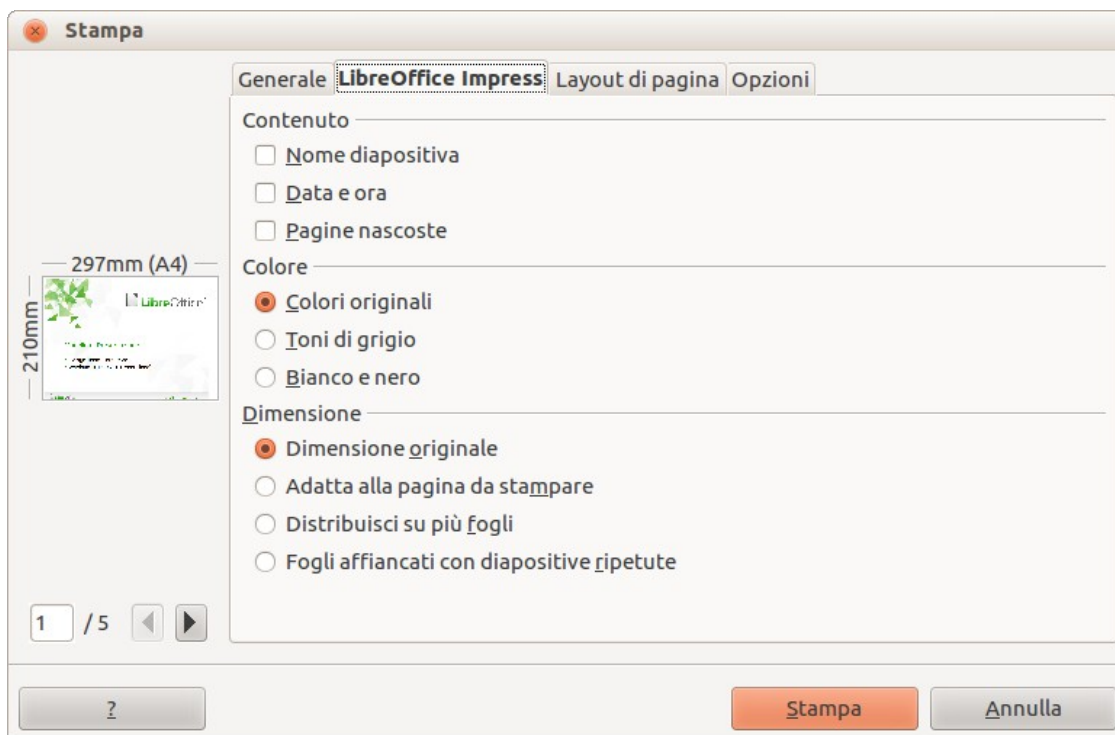 Stampa
Generale LibreOffice Impress Layout di pagina Opzioni
Contenuto
Nome diapositiva
Data e ora
Pagine nascoste
297mm (A4)
Colore
LibreOffice
210mm
Colori originali
Toni di grigio
Bianco e nero
Dimensione
Dimensione originale
Adatta alla pagina da stampare
Distribuisci su più fogli
Fogli affiancati con diapositive ripetute
1 / 5
? Stampa Annulla